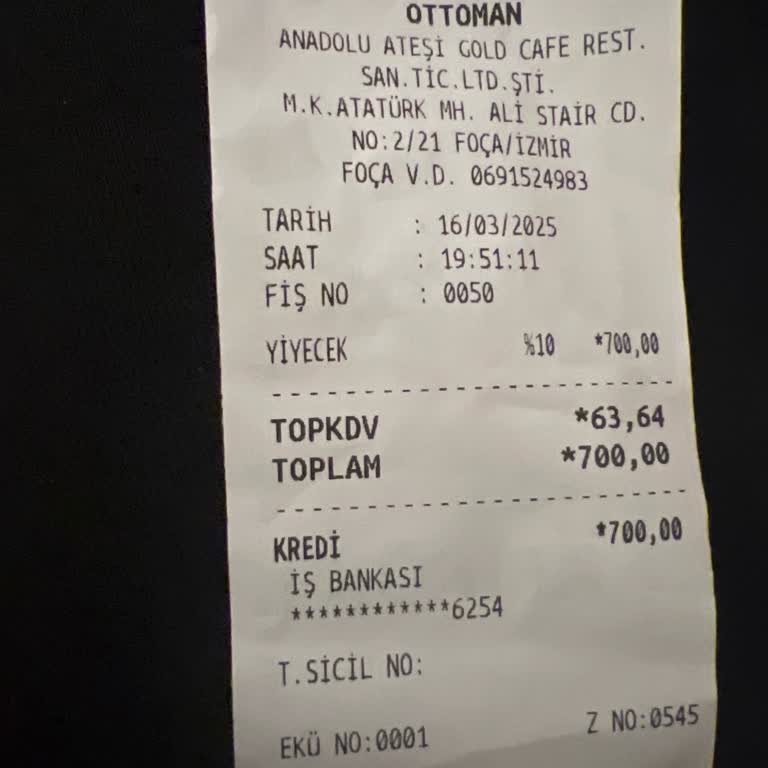 OTTOMAN
ANADOLU ATEŞİ GOLD CAFE REST.
SAN.TİC.LTD.ŞTİ.
M.K.ATATÜRK MH. ALİ STAİR CD.
NO:2/21 FOÇA/İZMİR
FOÇA V.D. 0691524983
TARİH : 16/03/2025
SAAT : 19:51:11
FİŞ NO : 0050
YİYECEK %10 *700,00
TOPKDV *63,64
TOPLAM *700,00
KREDİ *700,00
İŞ BANKASI
************6254
T.SİCİL NO:
EKÜ NO:0001 Z NO:0545